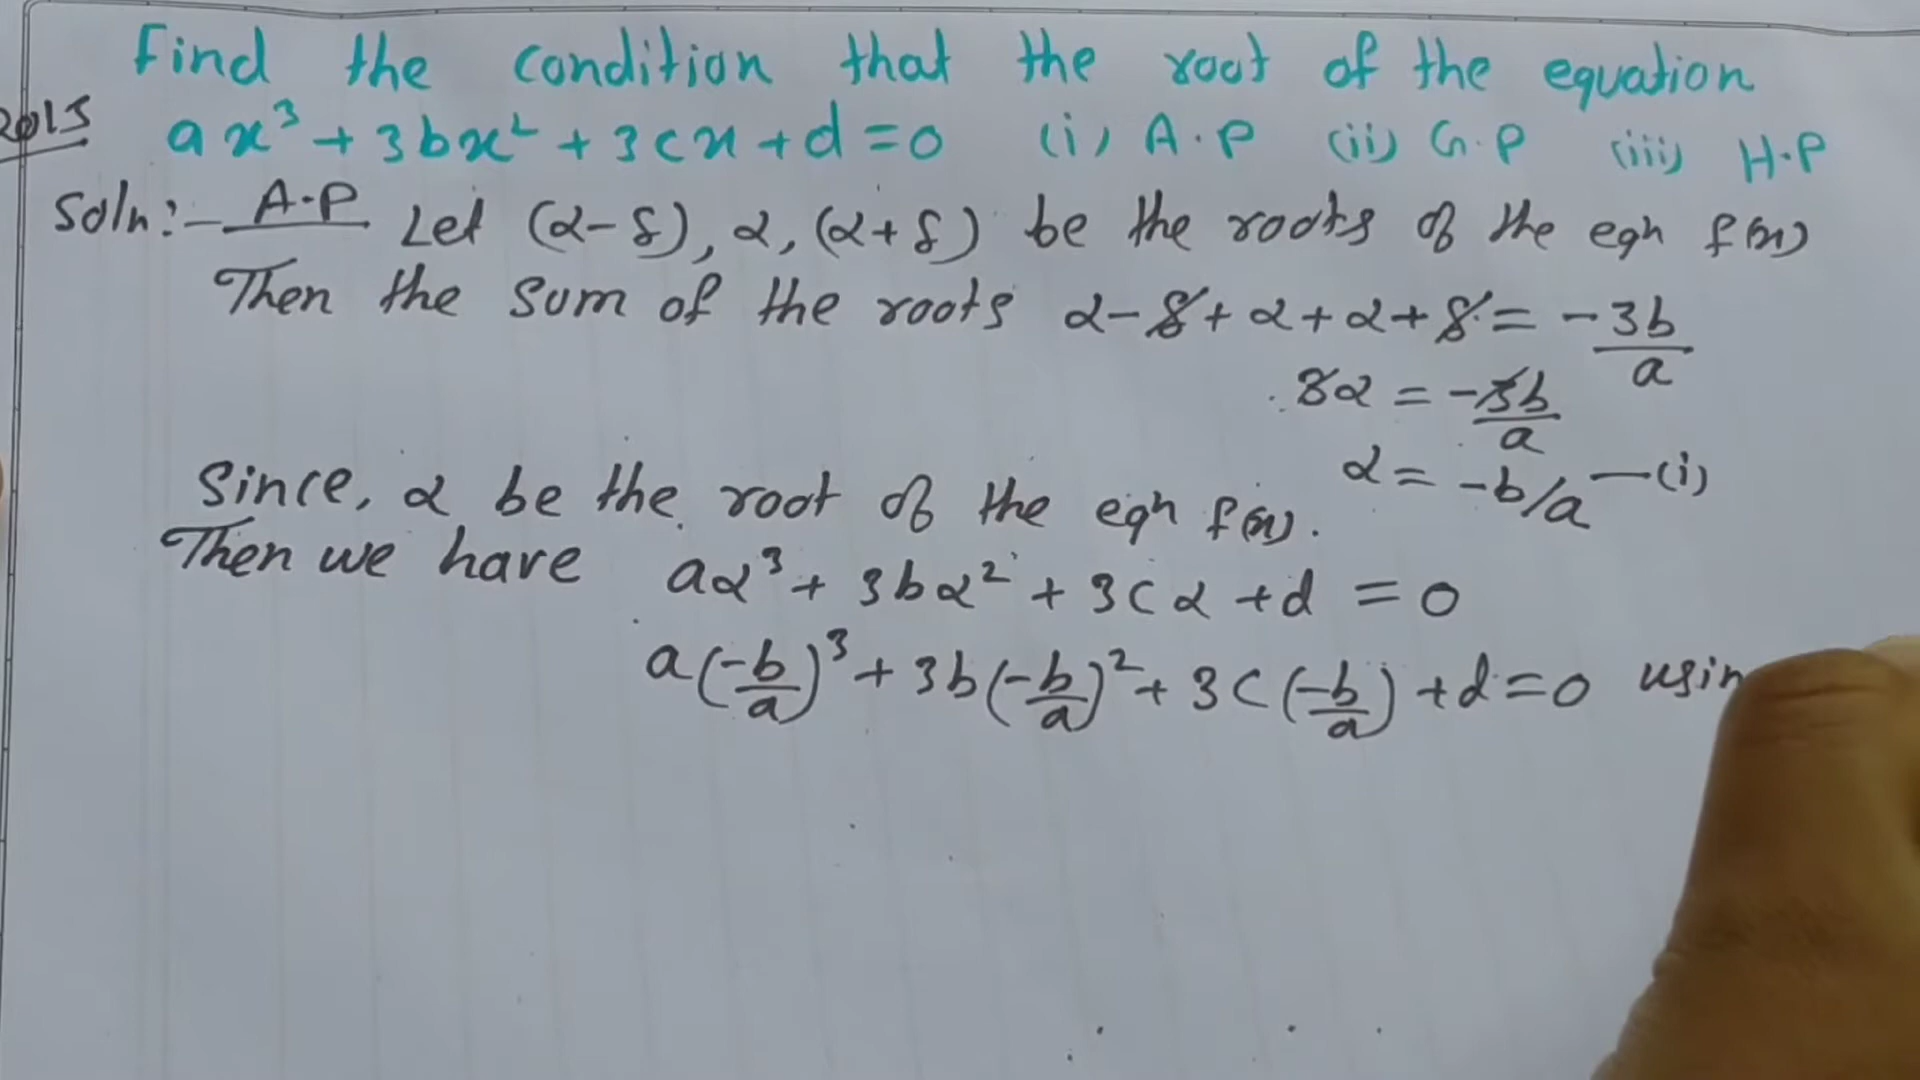 Find the condition that the root of the equation
2015 ax³ + 3bx² + 3cx + d = 0 (i) A.P (ii) G.P (iii) H.P
Soln:- A.P Let (α-δ), α, (α+δ) be the roots of the eqn f(x)
Then the sum of the roots α-δ+α+α+δ = -3b/a
3α = -3b/a
α = -b/a —(i)
Since, α be the root of the eqn f(x).
Then we have aα³ + 3bα² + 3cα + d = 0
a(-b/a)³ + 3b(-b/a)² + 3c(-b/a) + d = 0